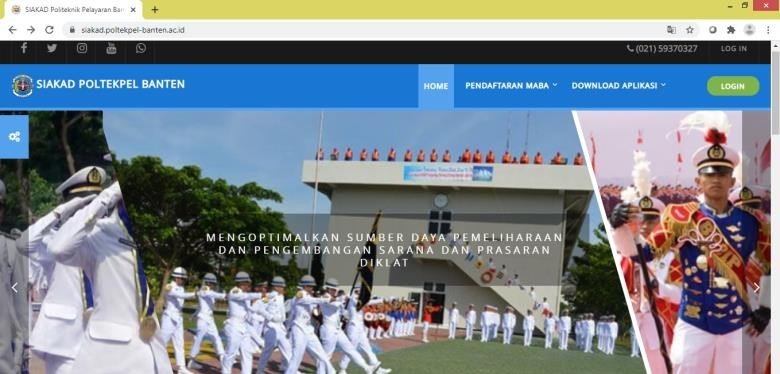 SIAKAD Politeknik Pelayaran Ban
siakad.poltekpel-banten.ac.id
(021) 59370327
LOG IN
SIAKAD POLTEKPEL BANTEN
HOME
PENDAFTARAN MABA
DOWNLOAD APLIKASI
LOGIN
MENGOPTIMALKAN SUMBER DAYA PEMELIHARAAN
DAN PENGEMBANGAN SARANA DAN PRASARAN
DIKLAT